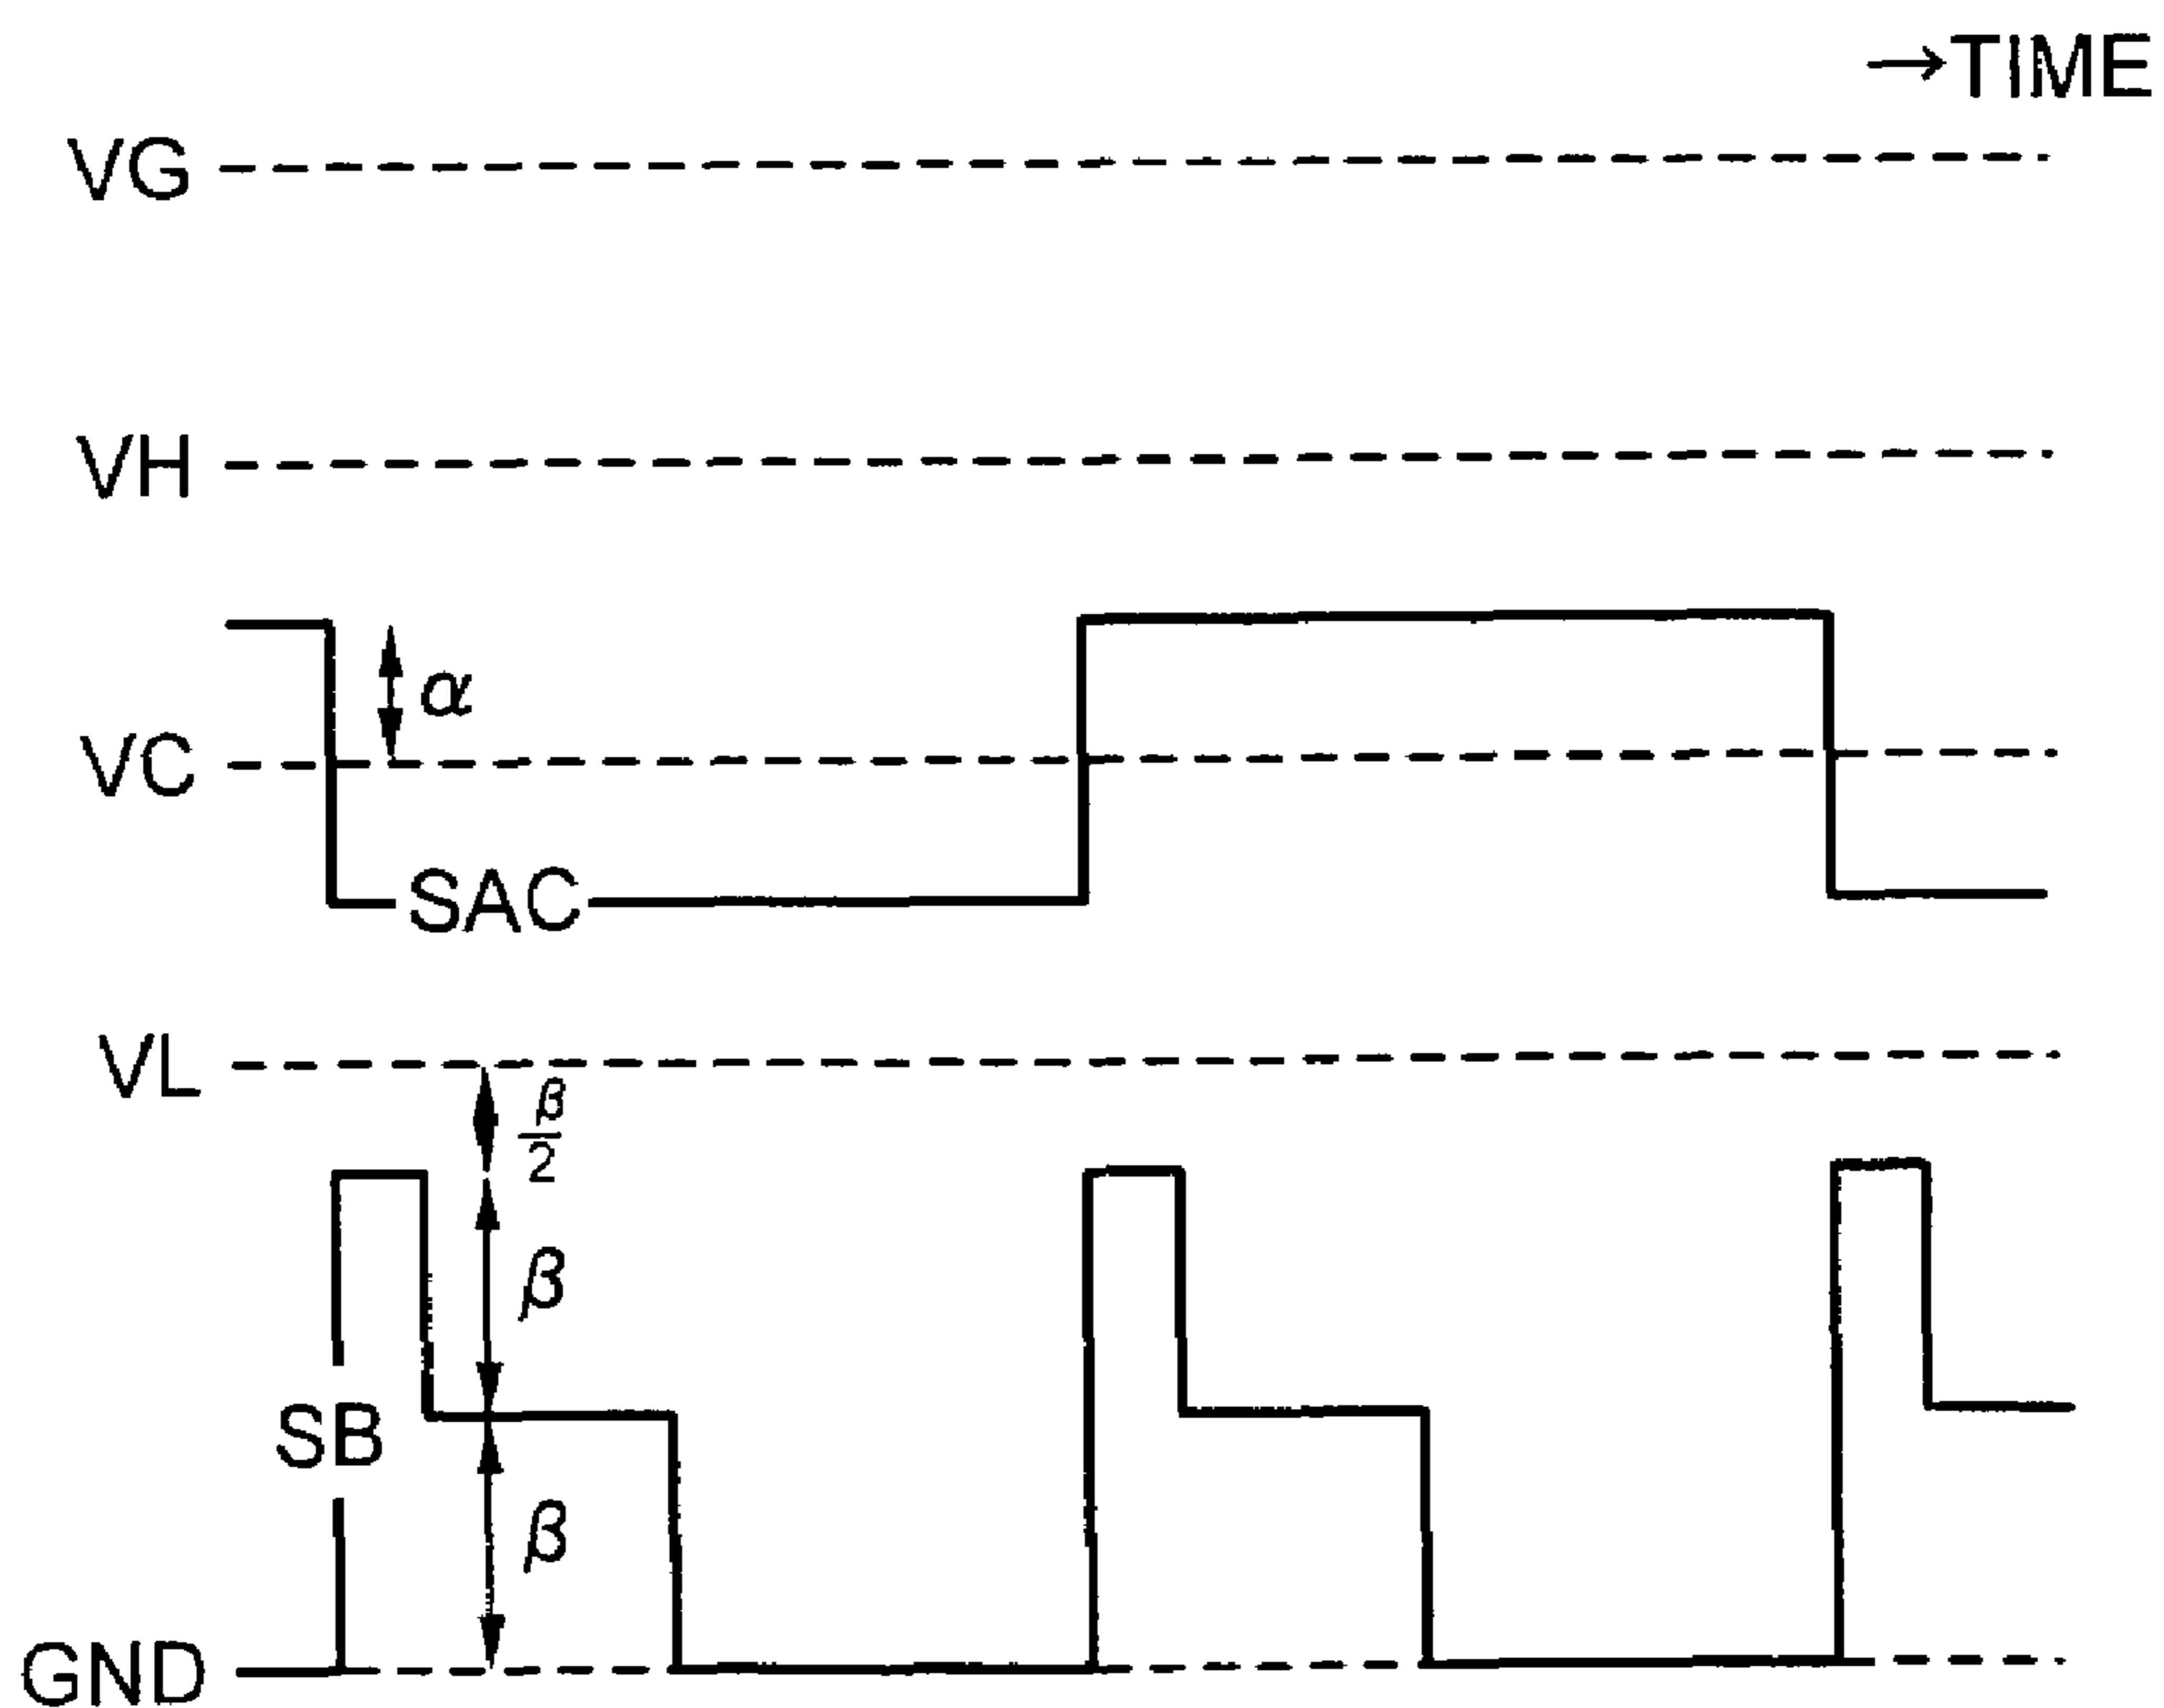 →TIME
VG
VH
α
VC
SAC
VL
β
2
β
SB
β
GND